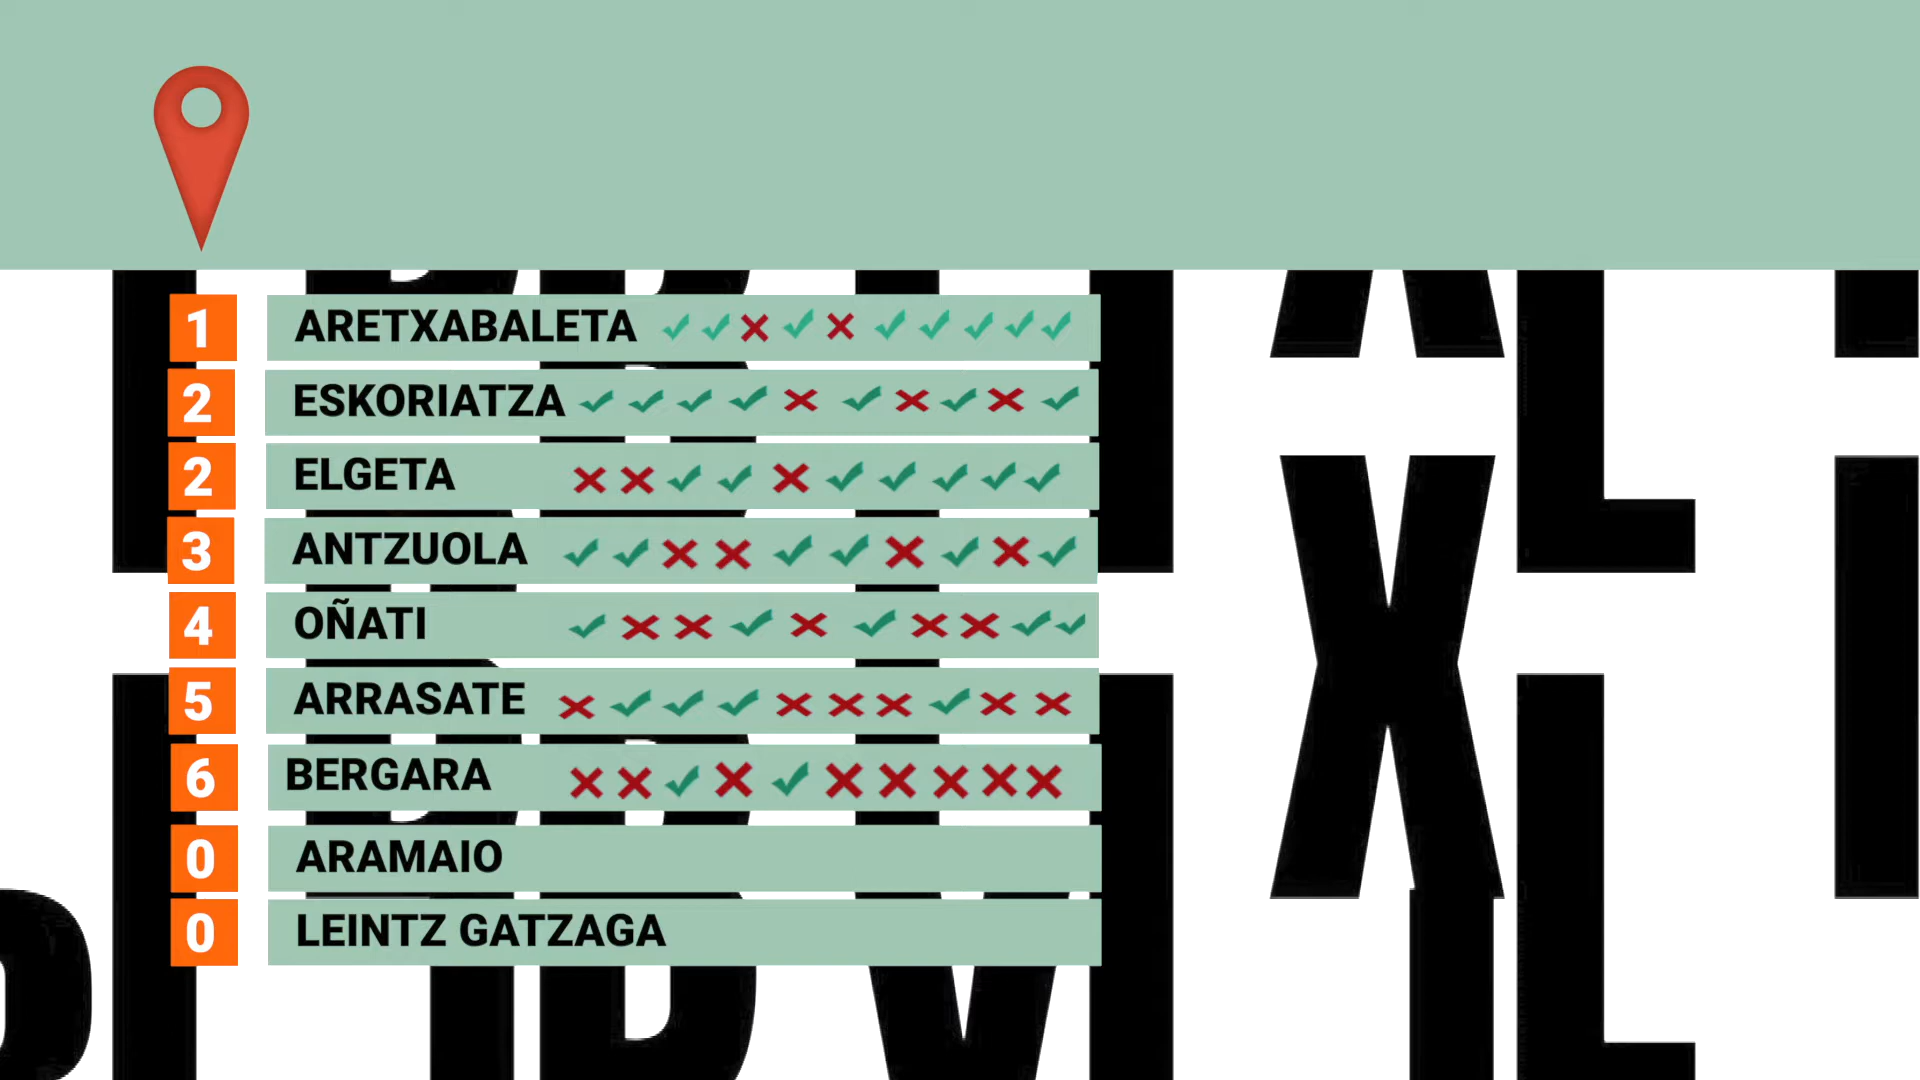 1 ARETXABALETA ✓ ✓ ✗ ✓ ✗ ✓ ✓ ✓ ✓ ✓
2 ESKORIATZA ✓ ✓ ✓ ✓ ✗ ✓ ✗ ✓ ✗ ✓
2 ELGETA ✗ ✗ ✓ ✓ ✗ ✓ ✓ ✓ ✓ ✓
3 ANTZUOLA ✓ ✓ ✗ ✗ ✓ ✓ ✗ ✓ ✗ ✓
4 OÑATI ✓ ✗ ✗ ✓ ✗ ✓ ✗ ✗ ✓ ✓
5 ARRASATE ✗ ✓ ✓ ✓ ✗ ✗ ✗ ✓ ✗ ✗
6 BERGARA ✗ ✗ ✓ ✗ ✓ ✗ ✗ ✗ ✗ ✗
0 ARAMAIO
0 LEINTZ GATZAGA